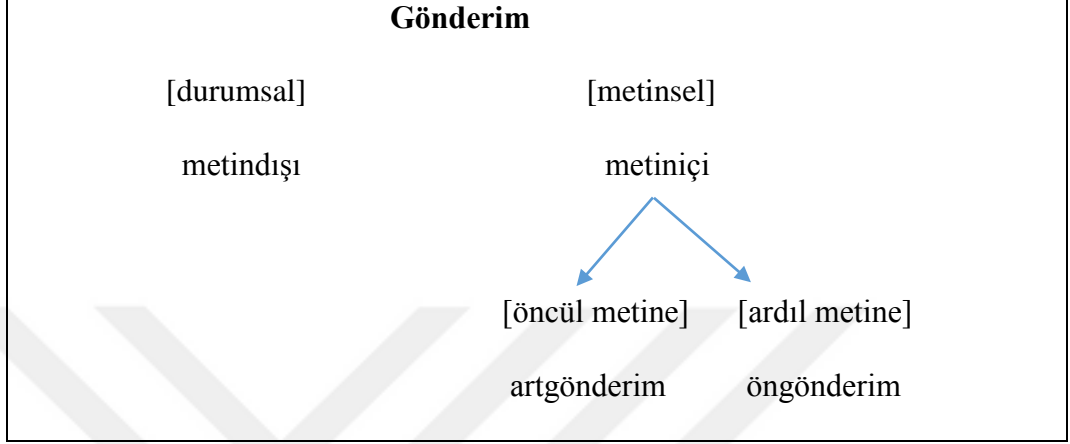 Gönderim
[durumsal] [metinsel]
metindışı metiniçi
[öncül metine] [ardıl metine]
artgönderim öngönderim